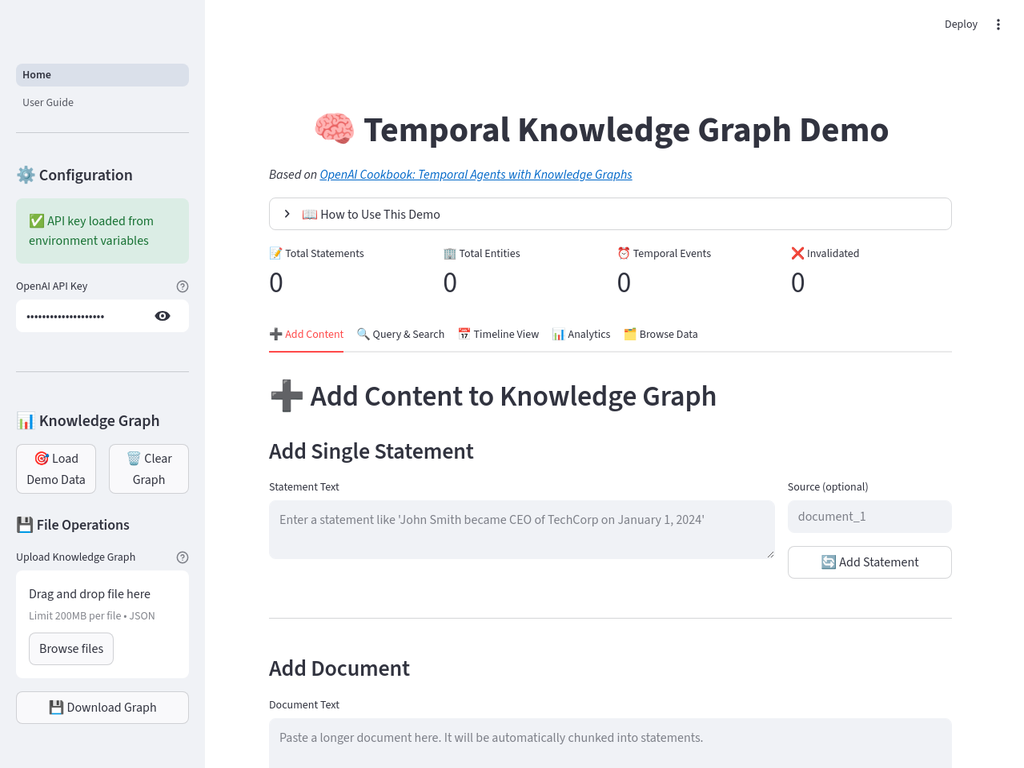 Deploy
Home
User Guide
⚙️ Configuration
✅ API key loaded from
environment variables
OpenAI API Key
••••••••••••••••••••
📊 Knowledge Graph
🎯 Load
Demo Data
🗑️ Clear
Graph
💾 File Operations
Upload Knowledge Graph
Drag and drop file here
Limit 200MB per file • JSON
Browse files
💾 Download Graph
🧠 Temporal Knowledge Graph Demo
Based on OpenAI Cookbook: Temporal Agents with Knowledge Graphs
📖 How to Use This Demo
📝 Total Statements
0
🏢 Total Entities
0
⏰ Temporal Events
0
❌ Invalidated
0
➕ Add Content
🔍 Query & Search
📅 Timeline View
📊 Analytics
🗂️ Browse Data
➕ Add Content to Knowledge Graph
Add Single Statement
Statement Text
Enter a statement like 'John Smith became CEO of TechCorp on January 1, 2024'
Source (optional)
document_1
🔄 Add Statement
Add Document
Document Text
Paste a longer document here. It will be automatically chunked into statements.